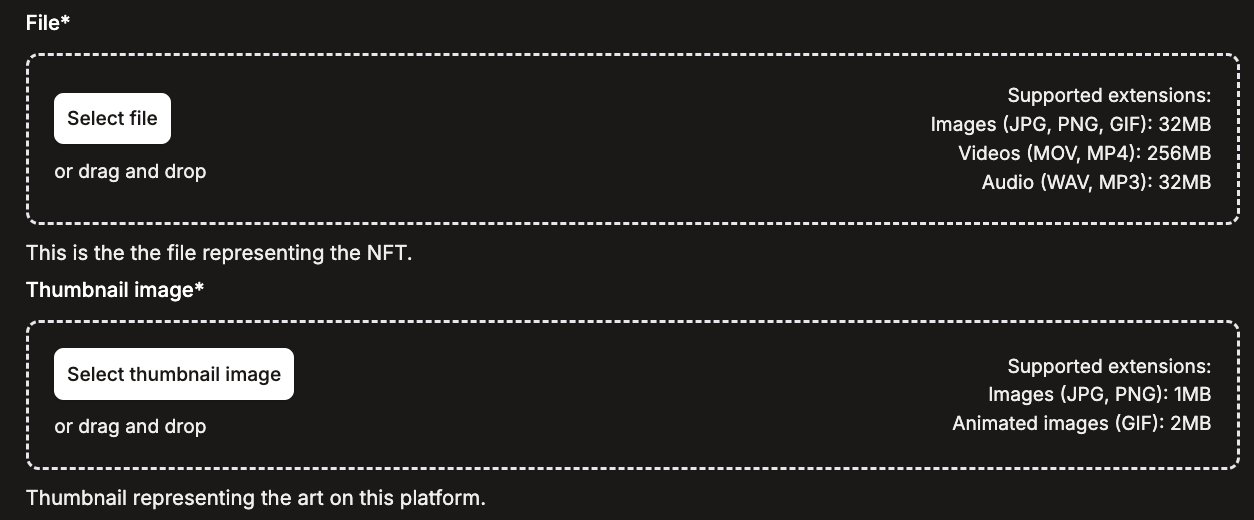 File*
Select file
or drag and drop
Supported extensions:
Images (JPG, PNG, GIF): 32MB
Videos (MOV, MP4): 256MB
Audio (WAV, MP3): 32MB
This is the the file representing the NFT.
Thumbnail image*
Select thumbnail image
or drag and drop
Supported extensions:
Images (JPG, PNG): 1MB
Animated images (GIF): 2MB
Thumbnail representing the art on this platform.